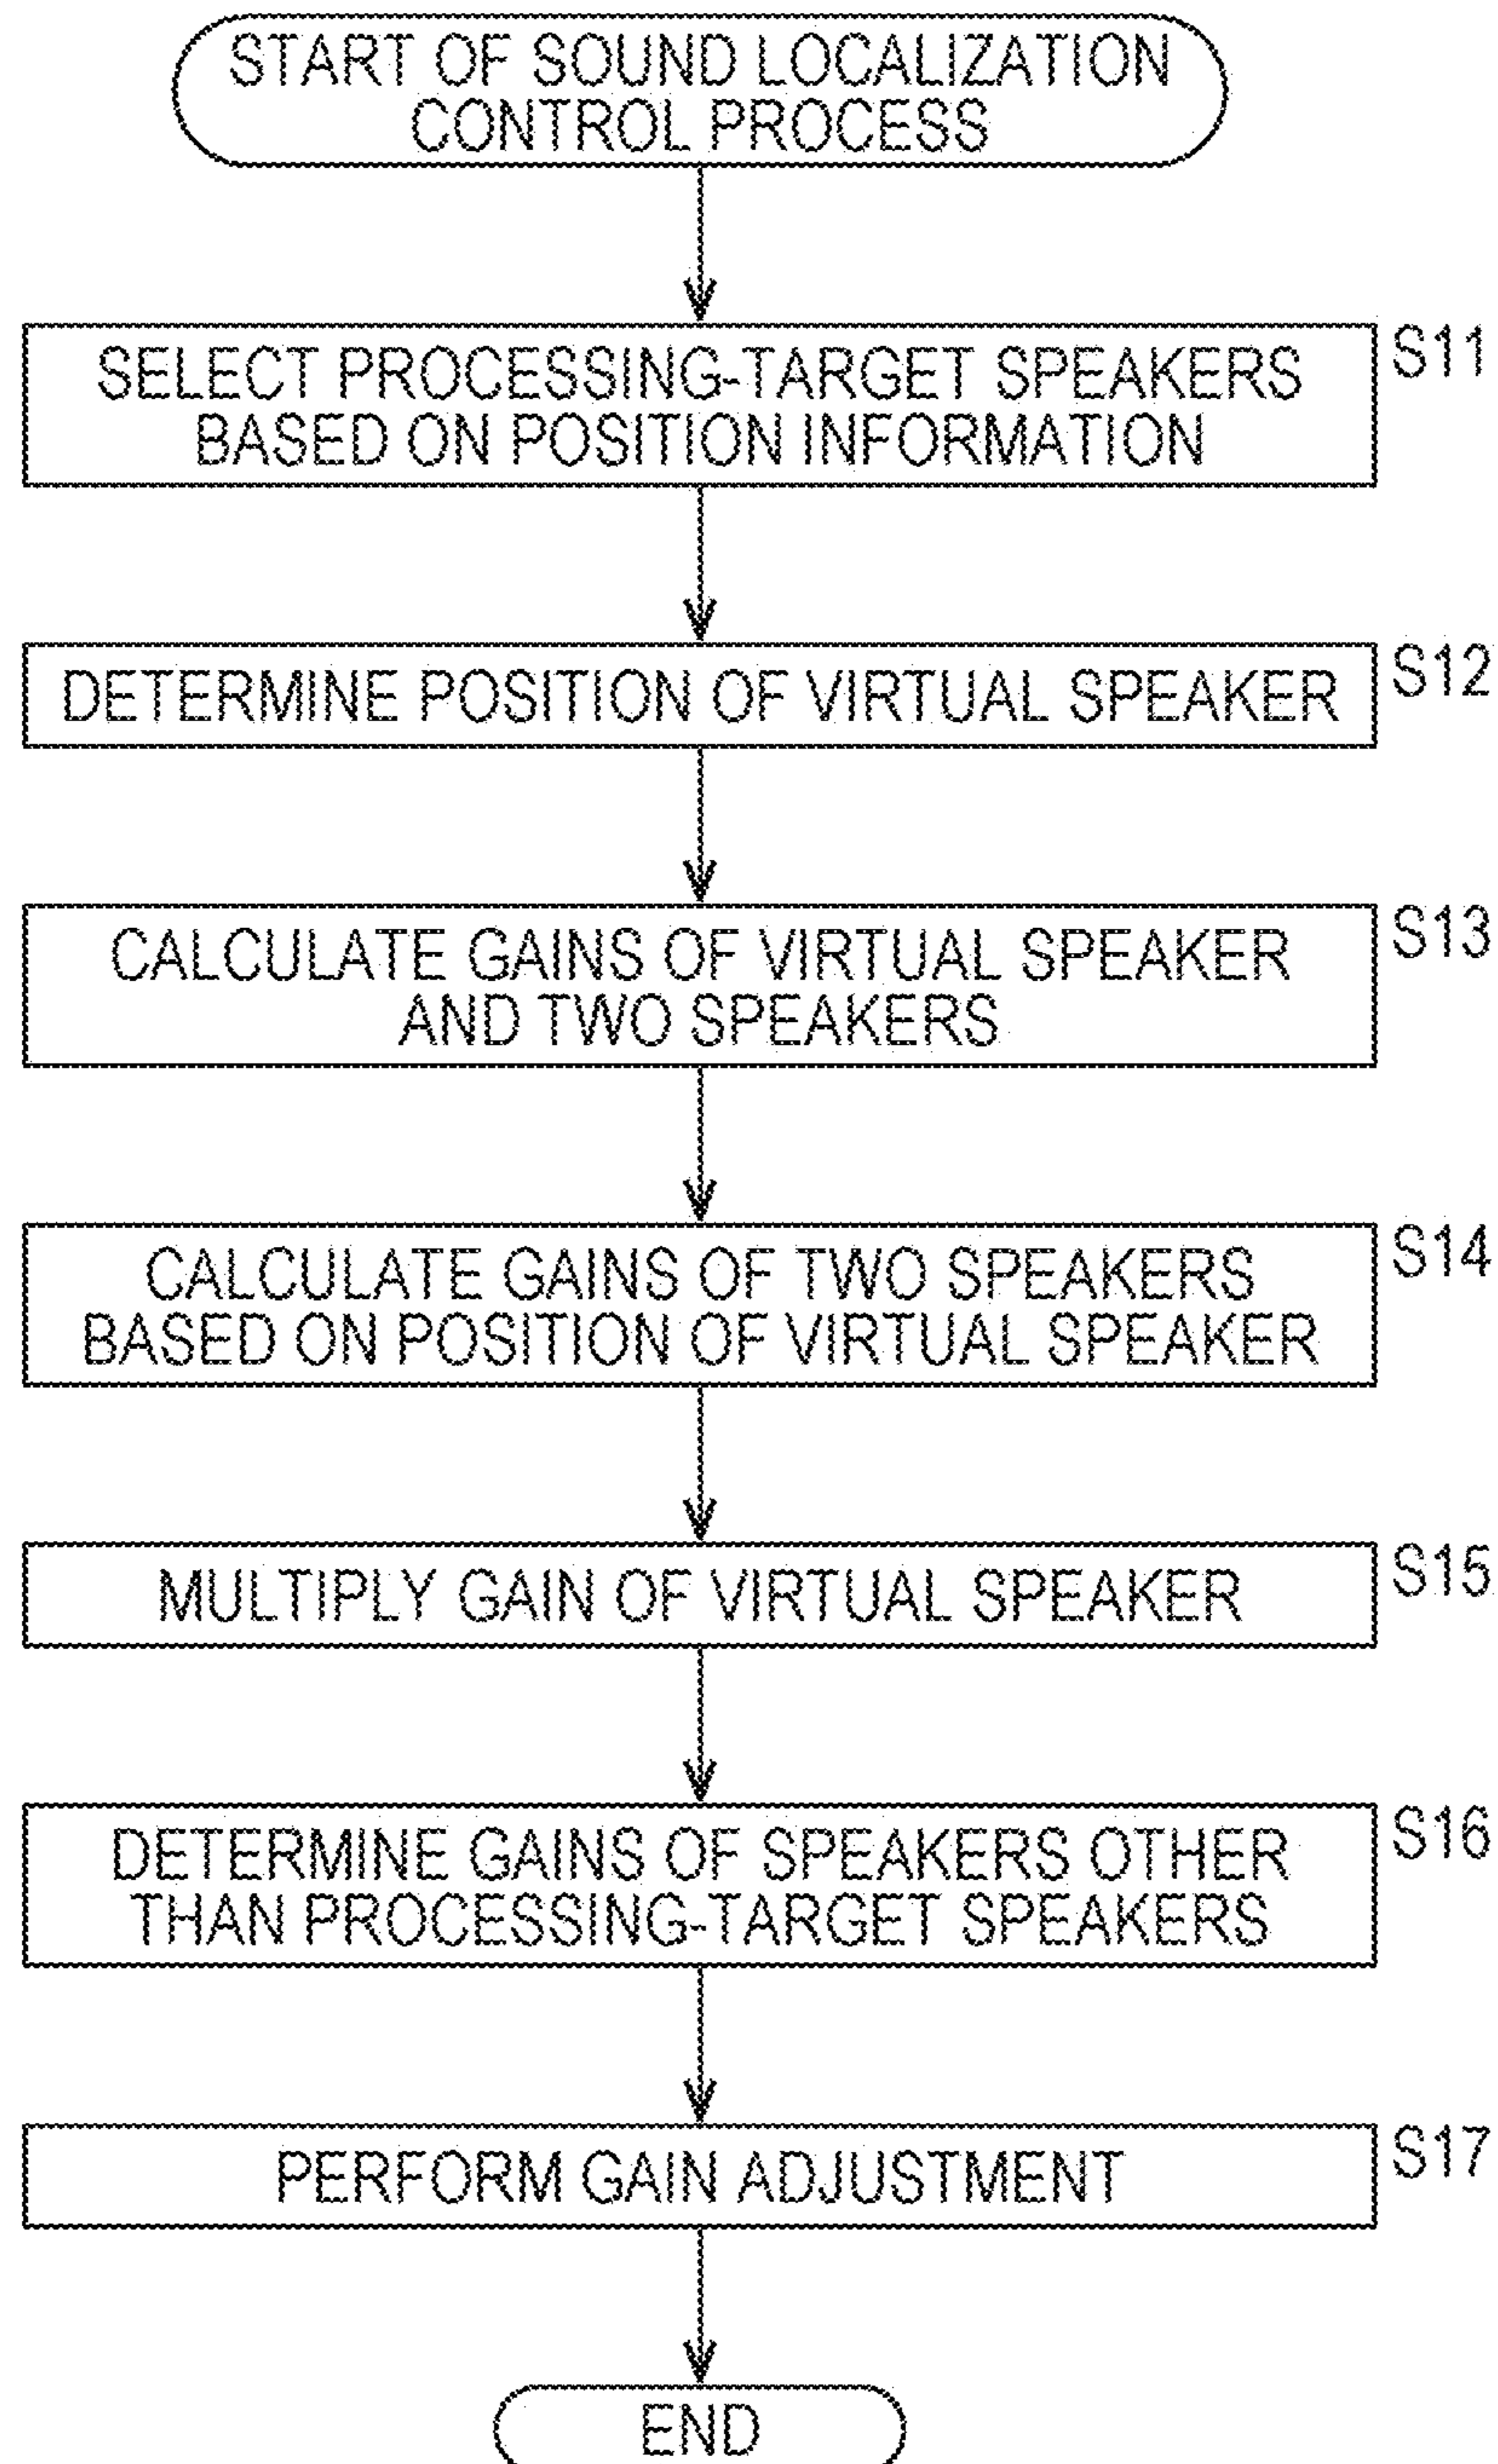 START OF SOUND LOCALIZATION
CONTROL PROCESS
SELECT PROCESSING-TARGET SPEAKERS
BASED ON POSITION INFORMATION
S11
DETERMINE POSITION OF VIRTUAL SPEAKER
S12
CALCULATE GAINS OF VIRTUAL SPEAKER
AND TWO SPEAKERS
S13
CALCULATE GAINS OF TWO SPEAKERS
BASED ON POSITION OF VIRTUAL SPEAKER
S14
MULTIPLY GAIN OF VIRTUAL SPEAKER
S15
DETERMINE GAINS OF SPEAKERS OTHER
THAN PROCESSING-TARGET SPEAKERS
S16
PERFORM GAIN ADJUSTMENT
S17
END